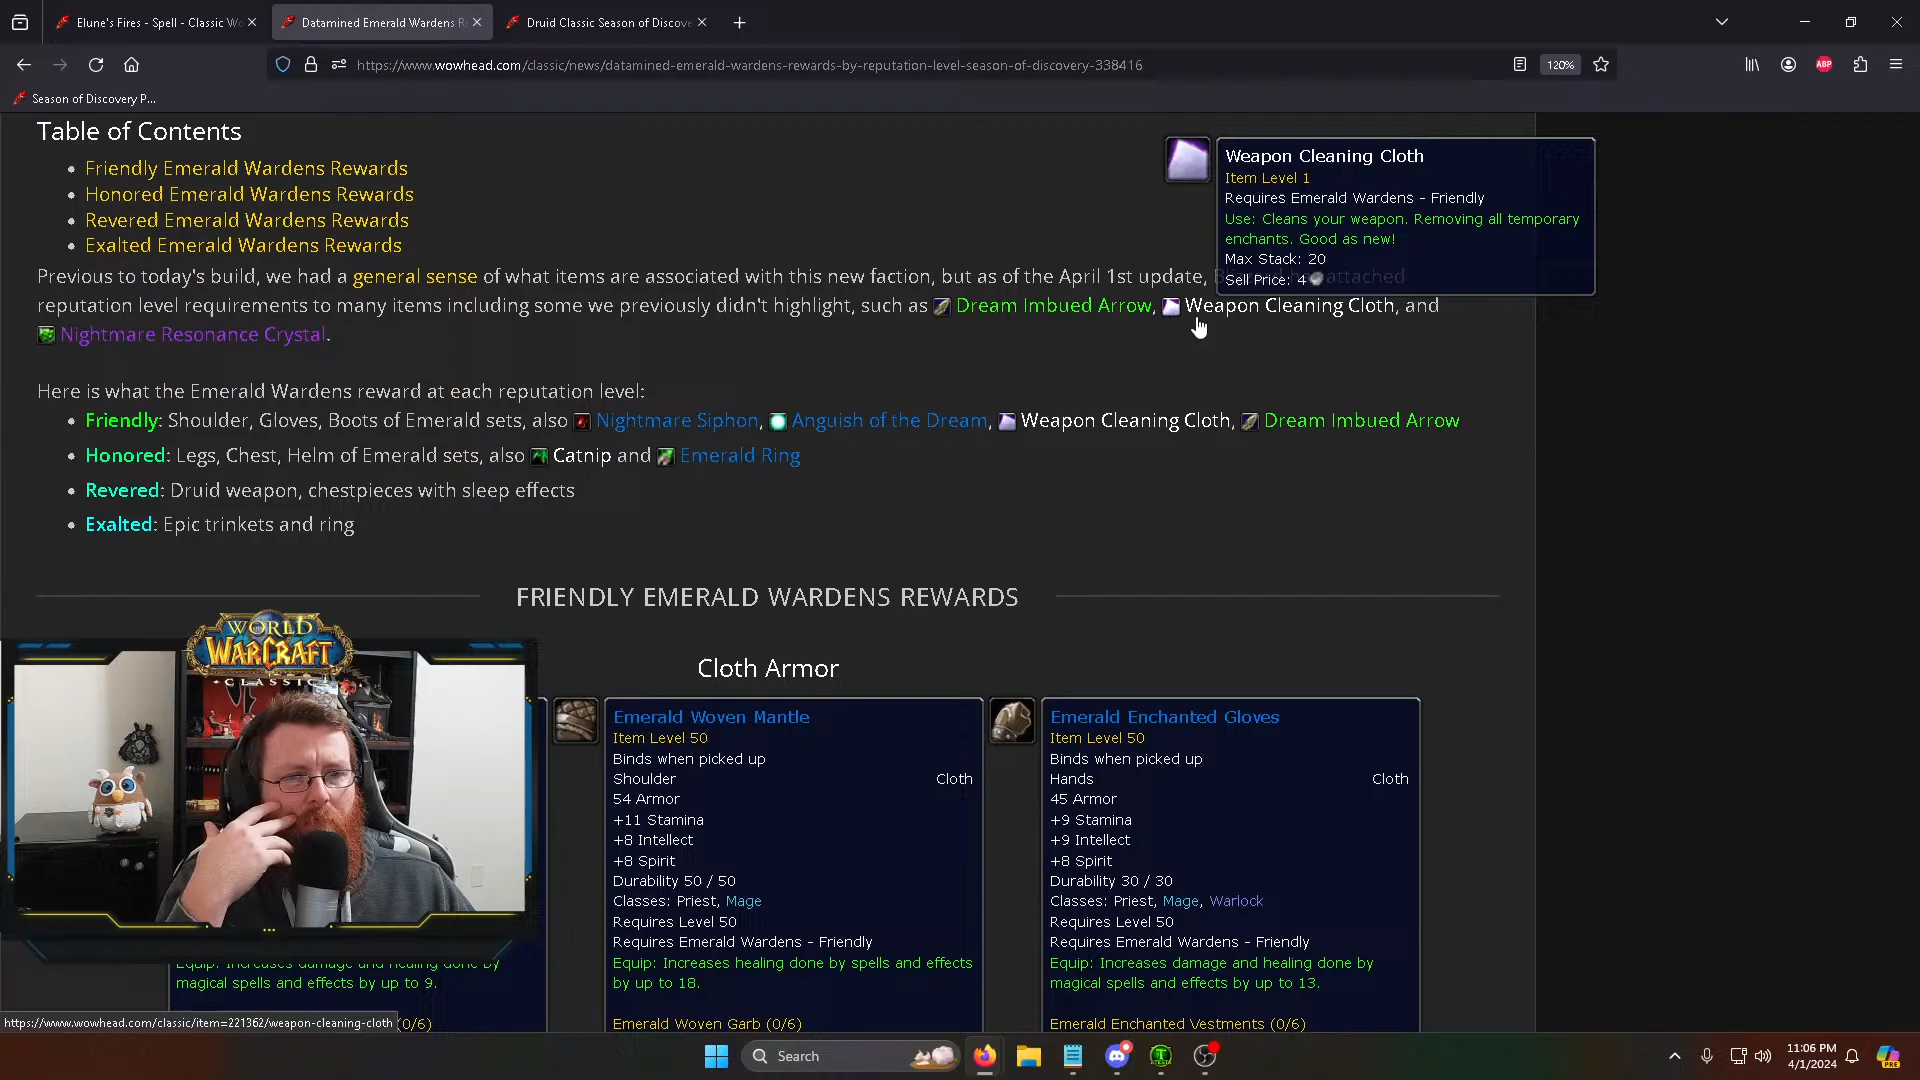 Elune's Fires - Spell - Classic Wo
Datamined Emerald Wardens R
Druid Classic Season of Discove
https://www.wowhead.com/classic/news/datamined-emerald-wardens-rewards-by-reputation-level-season-of-discovery-338416
120%
ABP
Season of Discovery P...
Table of Contents
Friendly Emerald Wardens Rewards
Honored Emerald Wardens Rewards
Revered Emerald Wardens Rewards
Exalted Emerald Wardens Rewards
Weapon Cleaning Cloth
Item Level 1
Requires Emerald Wardens - Friendly
Use: Cleans your weapon. Removing all temporary
enchants. Good as new!
Max Stack: 20
Sell Price: 4
Previous to today's build, we had a general sense of what items are associated with this new faction, but as of the April 1st update, attached
reputation level requirements to many items including some we previously didn't highlight, such as Dream Imbued Arrow, Weapon Cleaning Cloth, and
Nightmare Resonance Crystal.
Here is what the Emerald Wardens reward at each reputation level:
Friendly: Shoulder, Gloves, Boots of Emerald sets, also Nightmare Siphon, Anguish of the Dream, Weapon Cleaning Cloth, Dream Imbued Arrow
Honored: Legs, Chest, Helm of Emerald sets, also Catnip and Emerald Ring
Revered: Druid weapon, chestpieces with sleep effects
Exalted: Epic trinkets and ring
FRIENDLY EMERALD WARDENS REWARDS
Cloth Armor
WORLD
WARCRAFT
CLASSIC
Equip: Increases damage and healing done by
magical spells and effects by up to 9.
(0/6)
Emerald Woven Mantle
Item Level 50
Binds when picked up
Shoulder Cloth
54 Armor
+11 Stamina
+8 Intellect
+8 Spirit
Durability 50 / 50
Classes: Priest, Mage
Requires Level 50
Requires Emerald Wardens - Friendly
Equip: Increases healing done by spells and effects
by up to 18.
Emerald Woven Garb (0/6)
Emerald Enchanted Gloves
Item Level 50
Binds when picked up
Hands Cloth
45 Armor
+9 Stamina
+9 Intellect
+8 Spirit
Durability 30 / 30
Classes: Priest, Mage, Warlock
Requires Level 50
Requires Emerald Wardens - Friendly
Equip: Increases damage and healing done by
magical spells and effects by up to 13.
Emerald Enchanted Vestments (0/6)
https://www.wowhead.com/classic/item=221362/weapon-cleaning-cloth
Search
11:06 PM
4/1/2024
PRE